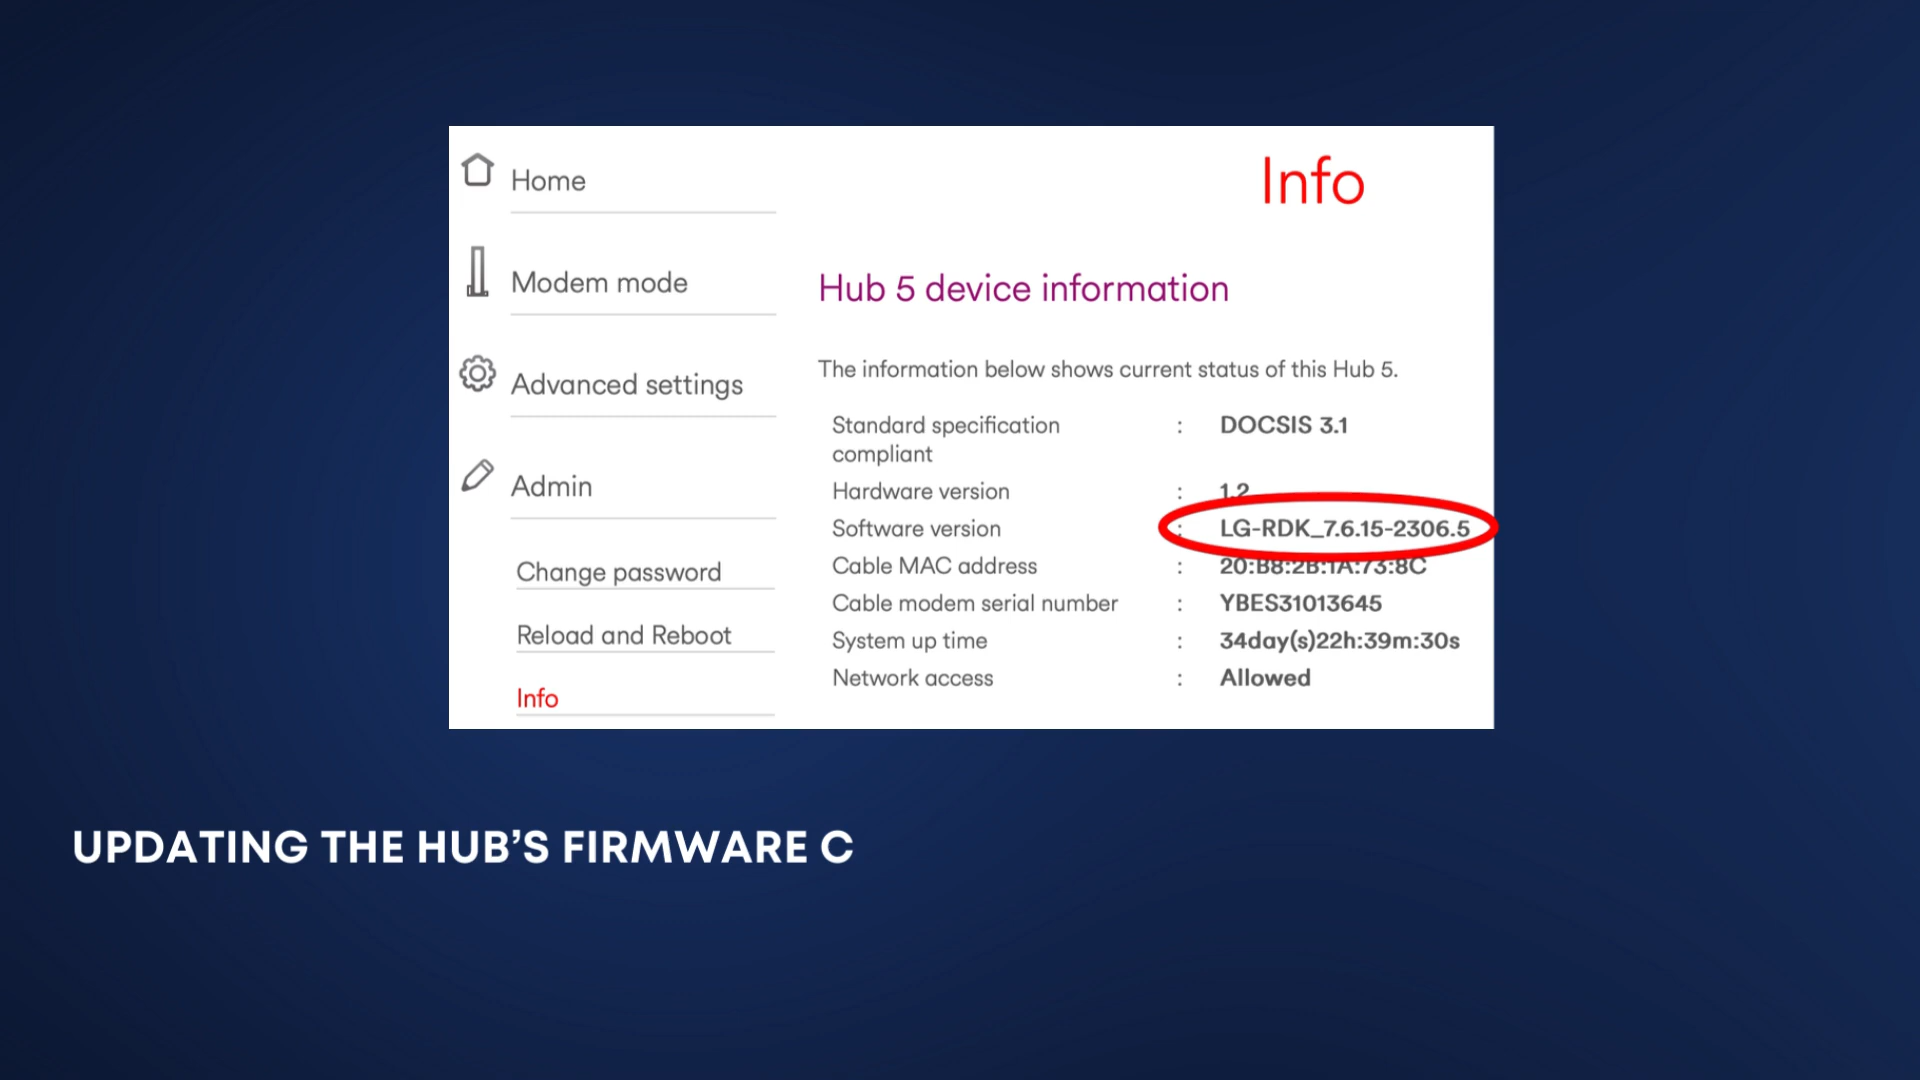 Home
Modem mode
Advanced settings
Admin
Change password
Reload and Reboot
Info
Info
Hub 5 device information
The information below shows current status of this Hub 5.
Standard specification compliant : DOCSIS 3.1
Hardware version : 1.2
Software version : LG-RDK_7.6.15-2306.5
Cable MAC address : 20:B8:2B:1A:73:8C
Cable modem serial number : YBES31013645
System up time : 34day(s)22h:39m:30s
Network access : Allowed
UPDATING THE HUB’S FIRMWARE C